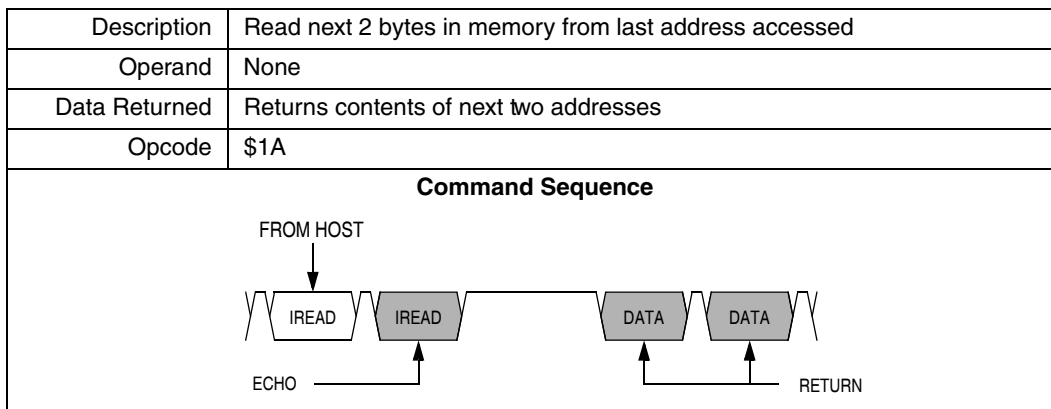 Description Read next 2 bytes in memory from last address accessed
Operand None
Data Returned Returns contents of next two addresses
Opcode $1A
Command Sequence
FROM HOST
IREAD IREAD DATA DATA
ECHO RETURN